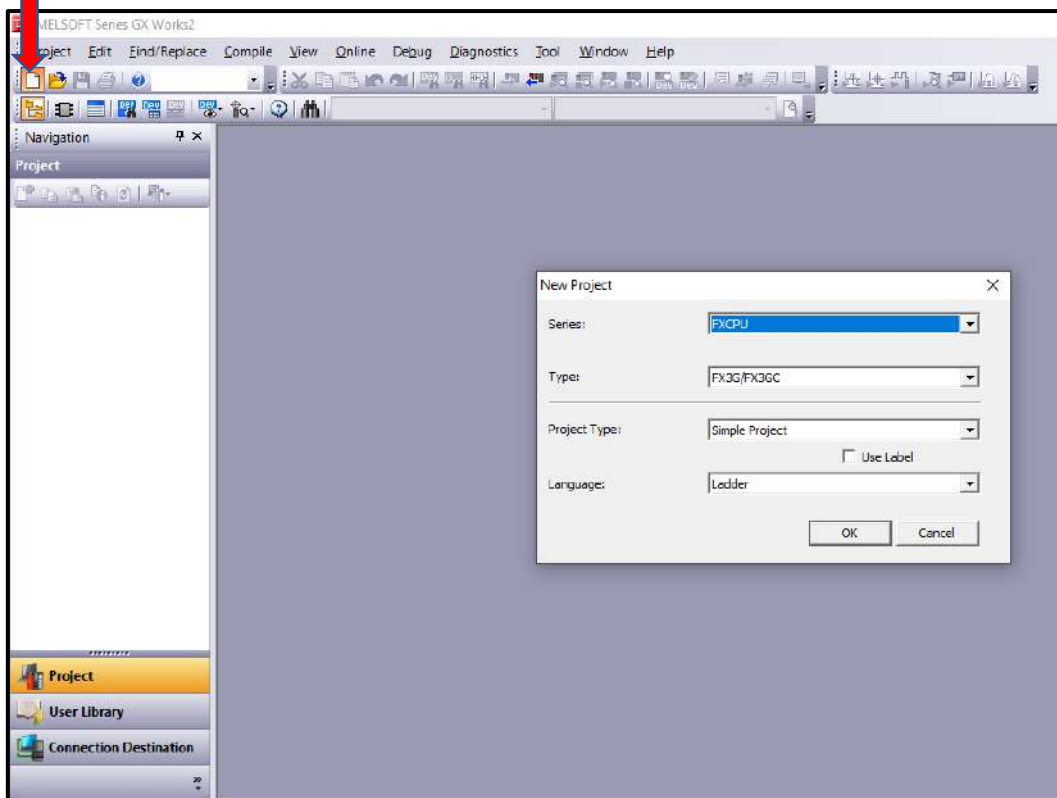 MELSOFT Series GX Works2
Project Edit Find/Replace Compile View Online Debug Diagnostics Tool Window Help
Navigation
Project
New Project
Series: FXCPU
Type: FX3G/FX3GC
Project Type: Simple Project
Use Label
Language: Ladder
OK Cancel
Project
User Library
Connection Destination